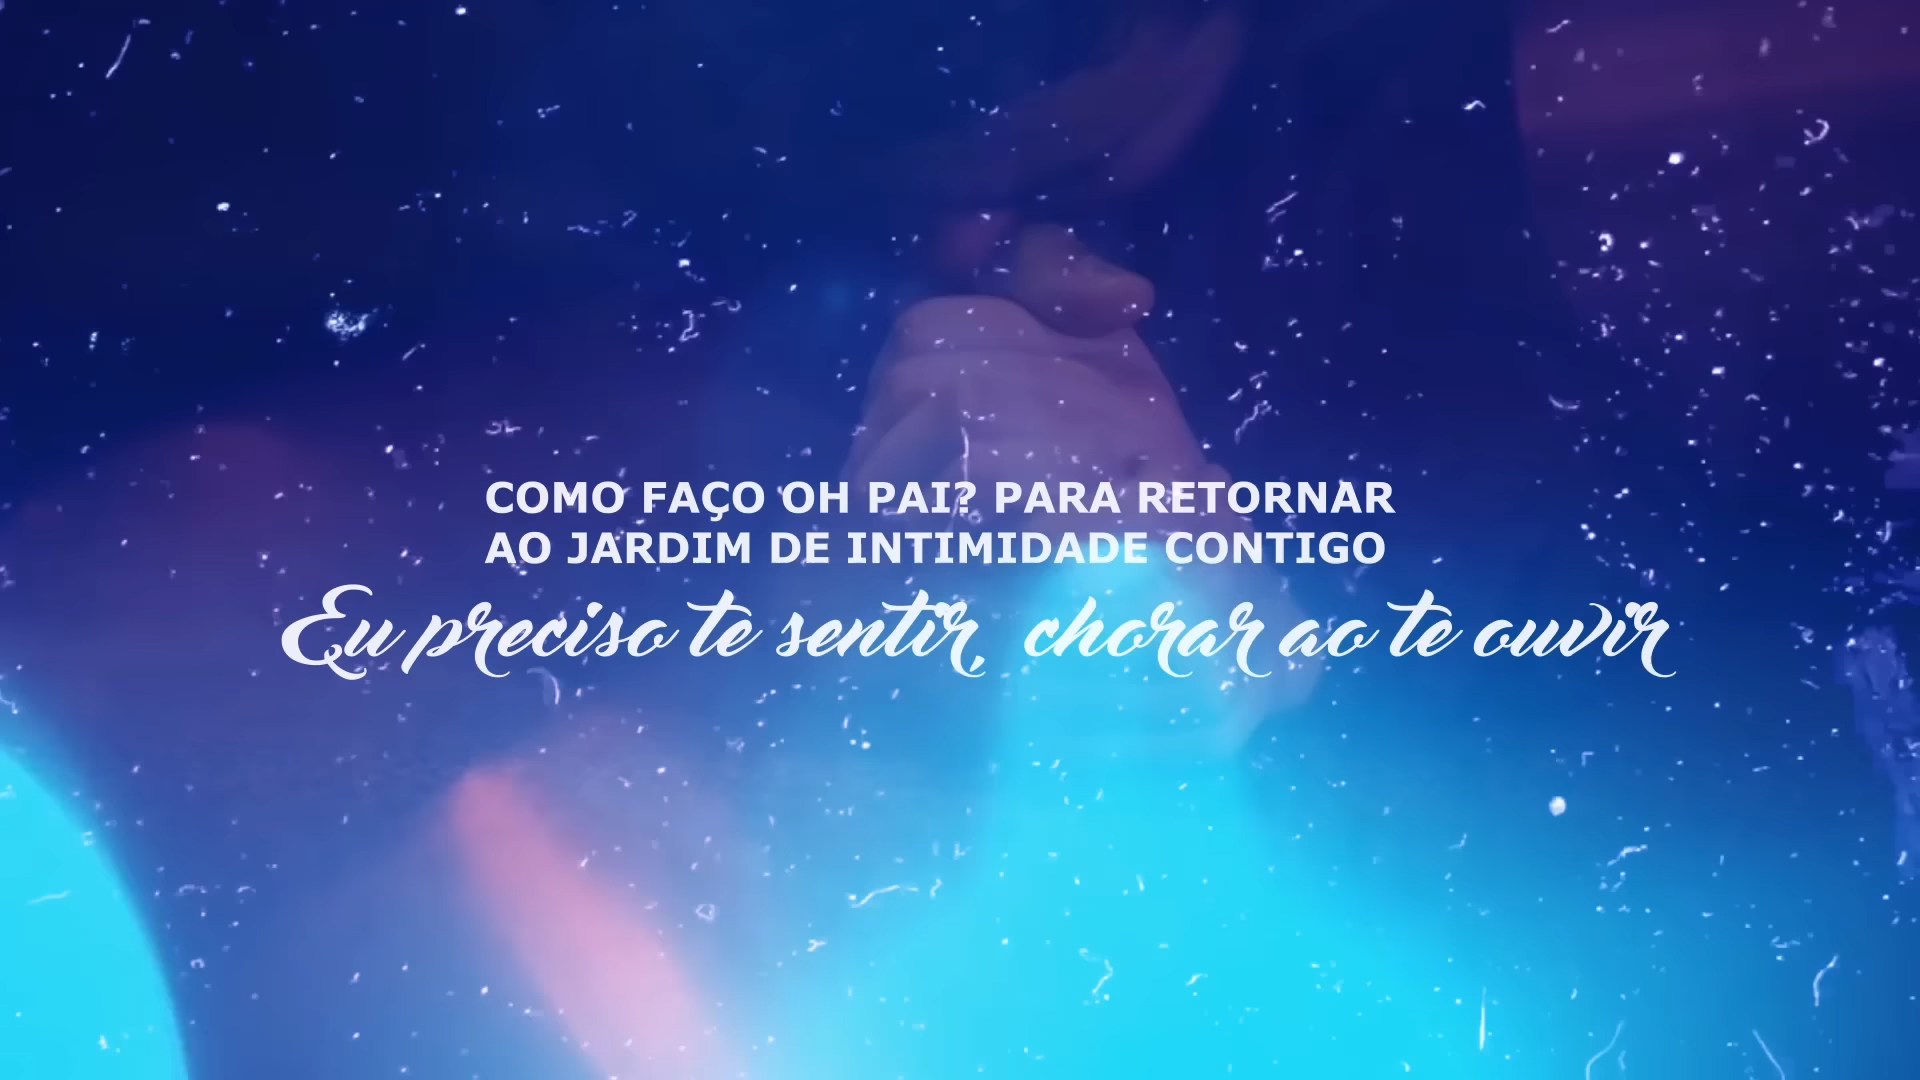 COMO FAÇO OH PAI? PARA RETORNAR
AO JARDIM DE INTIMIDADE CONTIGO
Eu preciso te sentir, chorar ao te ouvir